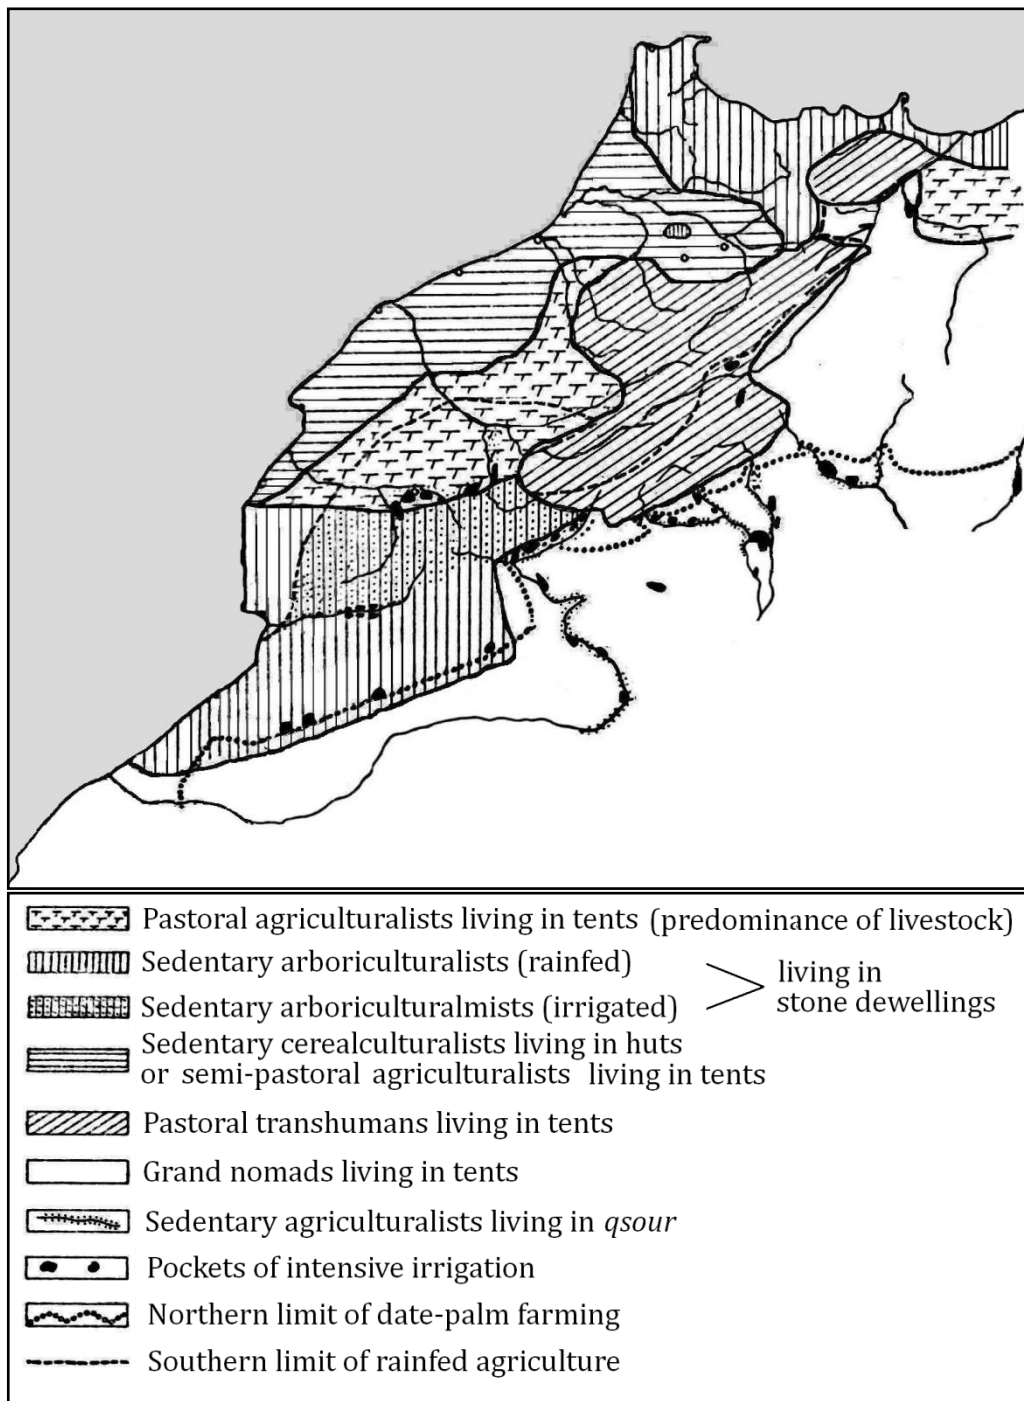 Pastoral agriculturalists living in tents (predominance of livestock)
Sedentary arboriculturalists (rainfed)
Sedentary arboriculturalmists (irrigated)
living in
stone dewellings
Sedentary cerealculturalists living in huts
or semi-pastoral agriculturalists living in tents
Pastoral transhumans living in tents
Grand nomads living in tents
Sedentary agriculturalists living in qsour
Pockets of intensive irrigation
Northern limit of date-palm farming
Southern limit of rainfed agriculture